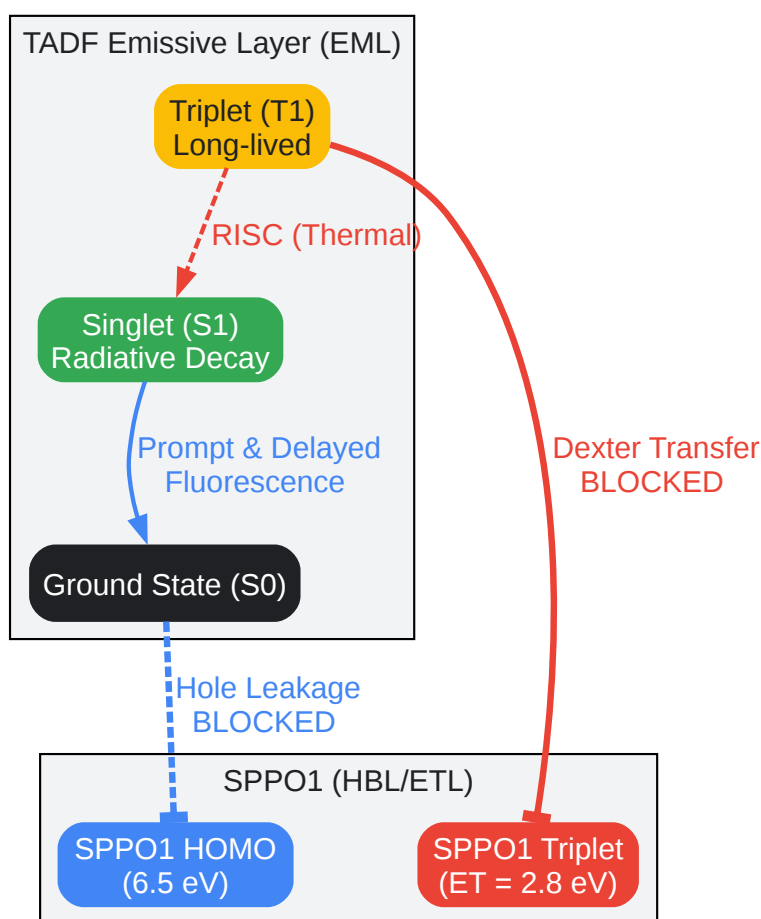 TADF Emissive Layer (EML)
Triplet (T1)
Long-lived
RISC (Thermal)
Singlet (S1)
Radiative Decay
Prompt & Delayed
Fluorescence
Dexter Transfer
BLOCKED
Ground State (S0)
Hole Leakage
BLOCKED
SPPO1 (HBL/ETL)
SPPO1 HOMO
(6.5 eV)
SPPO1 Triplet
(ET = 2.8 eV)